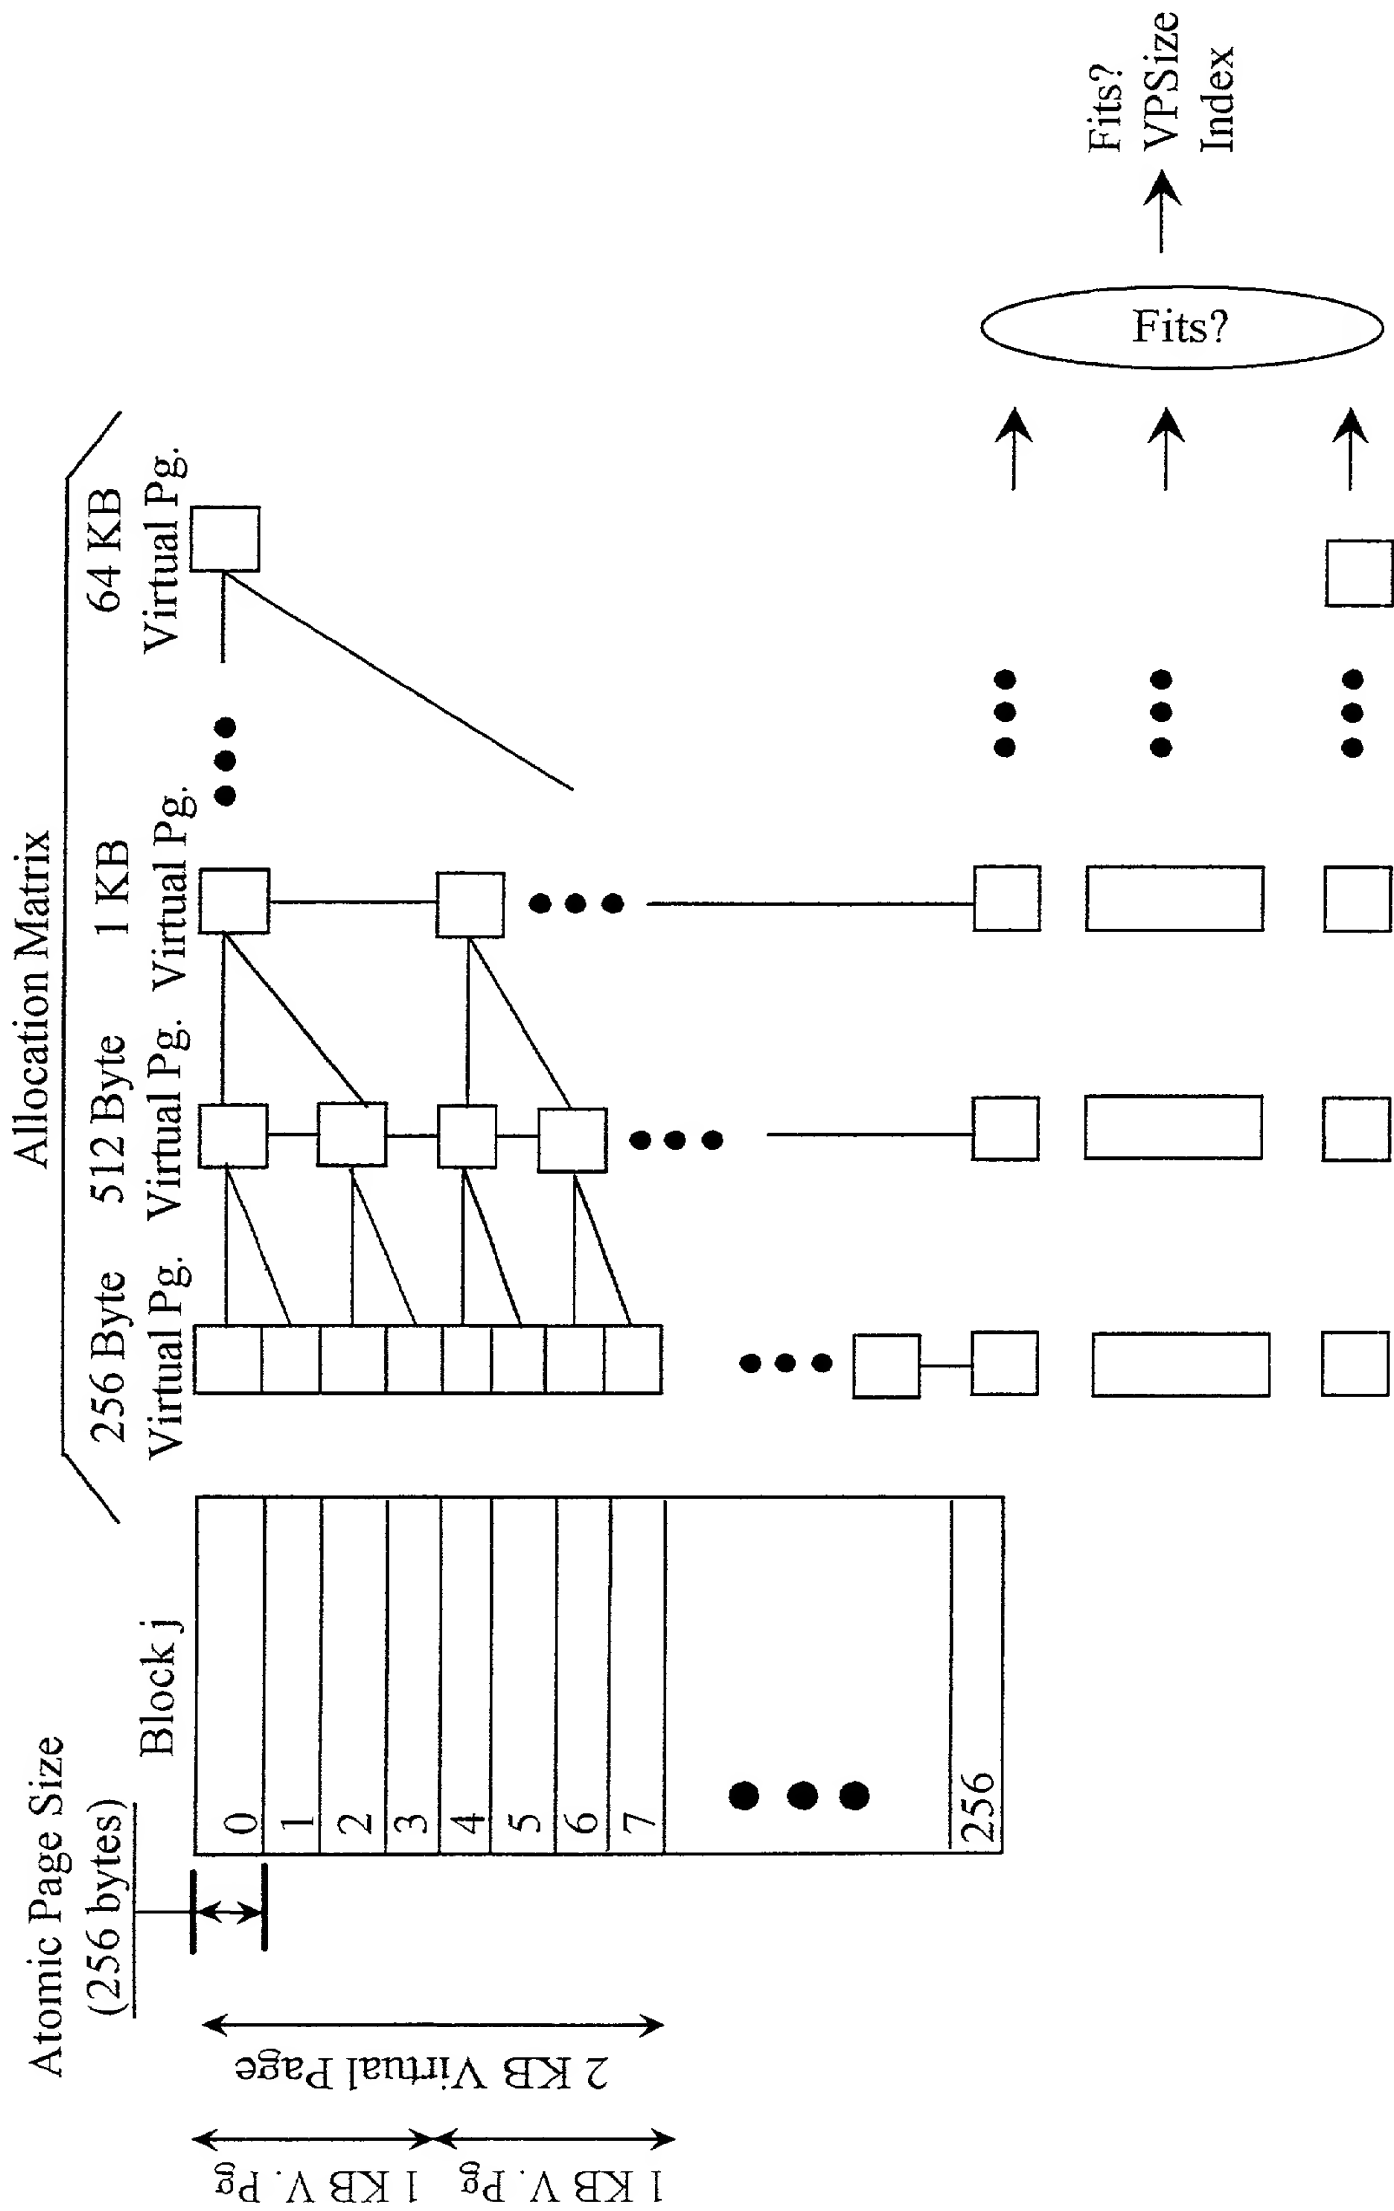 Allocation Matrix
Atomic Page Size
(256 bytes)
Block j
256 Byte
Virtual Pg.
512 Byte
Virtual Pg.
1 KB
Virtual Pg.
64 KB
Virtual Pg.
0
1
2
3
4
5
6
7
256
2 KB Virtual Page
1 KB V. Pg
1 KB V. Pg
Fits?
Fits?
VPSize
Index